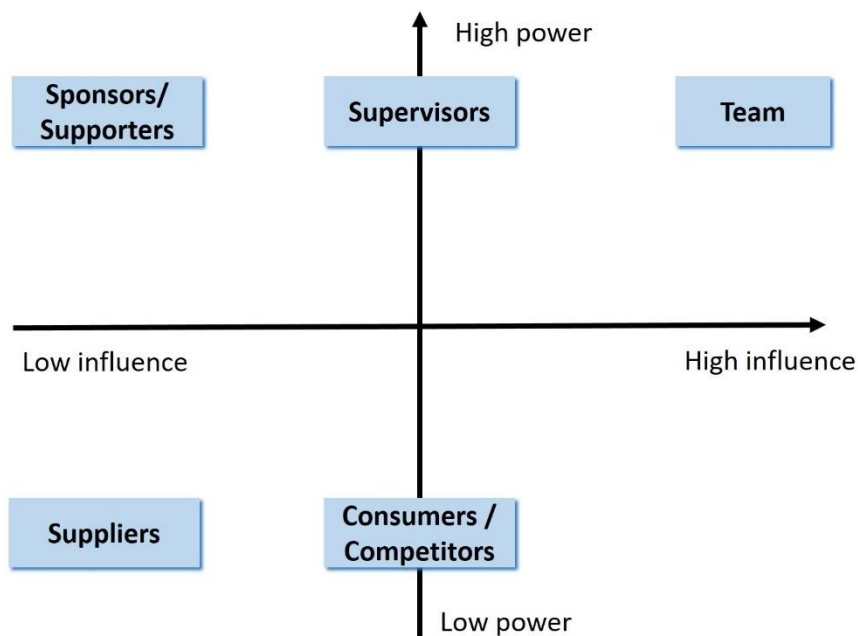 High power
Sponsors/
Supporters
Supervisors
Team
Low influence
High influence
Suppliers
Consumers /
Competitors
Low power